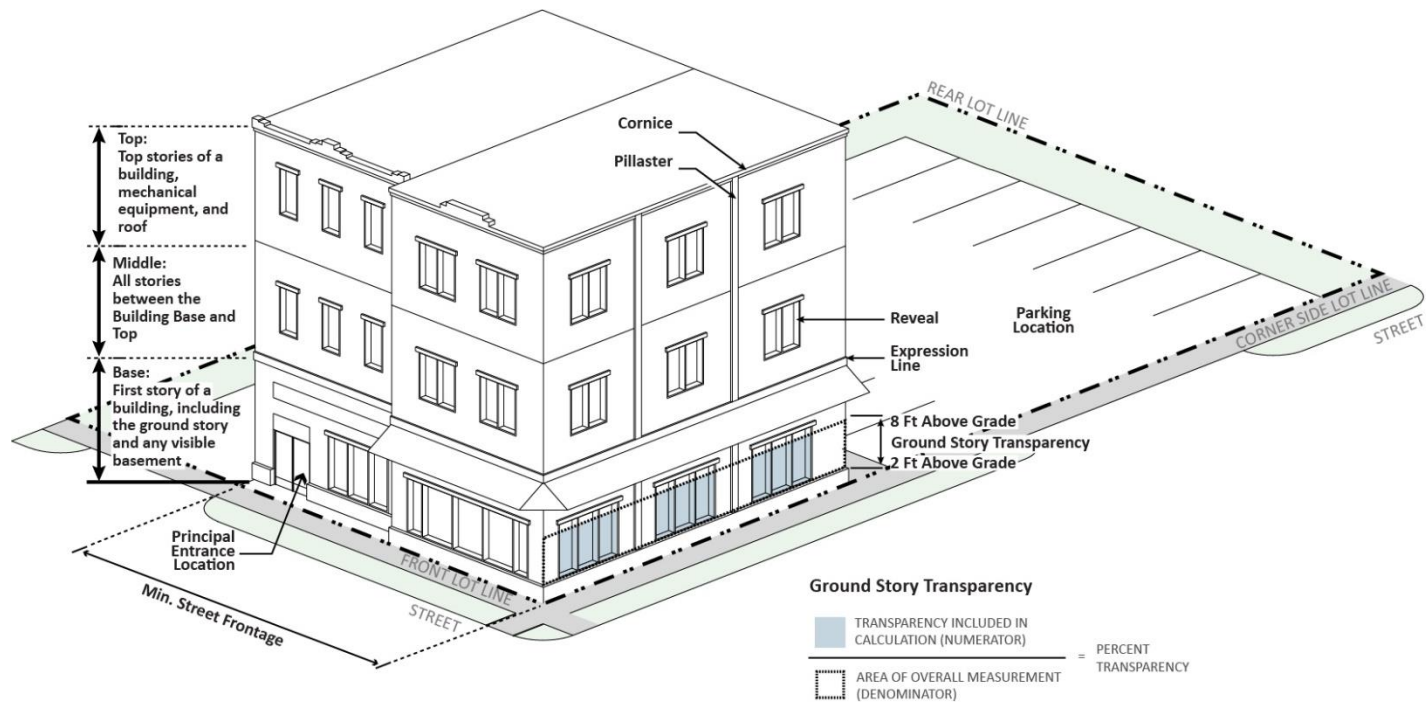 Top:
Top stories of a
building,
mechanical
equipment, and
roof
Middle:
All stories
between the
Building Base and
Top
Base:
First story of a
building, including
the ground story
and any visible
basement
Principal
Entrance
Location
Min. Street Frontage
FRONT LOT LINE
STREET
Cornice
Pillaster
Reveal
Expression
Line
8 Ft Above Grade
Ground Story Transparency
2 Ft Above Grade
Parking
Location
REAR LOT LINE
CORNER SIDE LOT LINE
STREET
Ground Story Transparency
TRANSPARENCY INCLUDED IN
CALCULATION (NUMERATOR)
= PERCENT
TRANSPARENCY
AREA OF OVERALL MEASUREMENT
(DENOMINATOR)